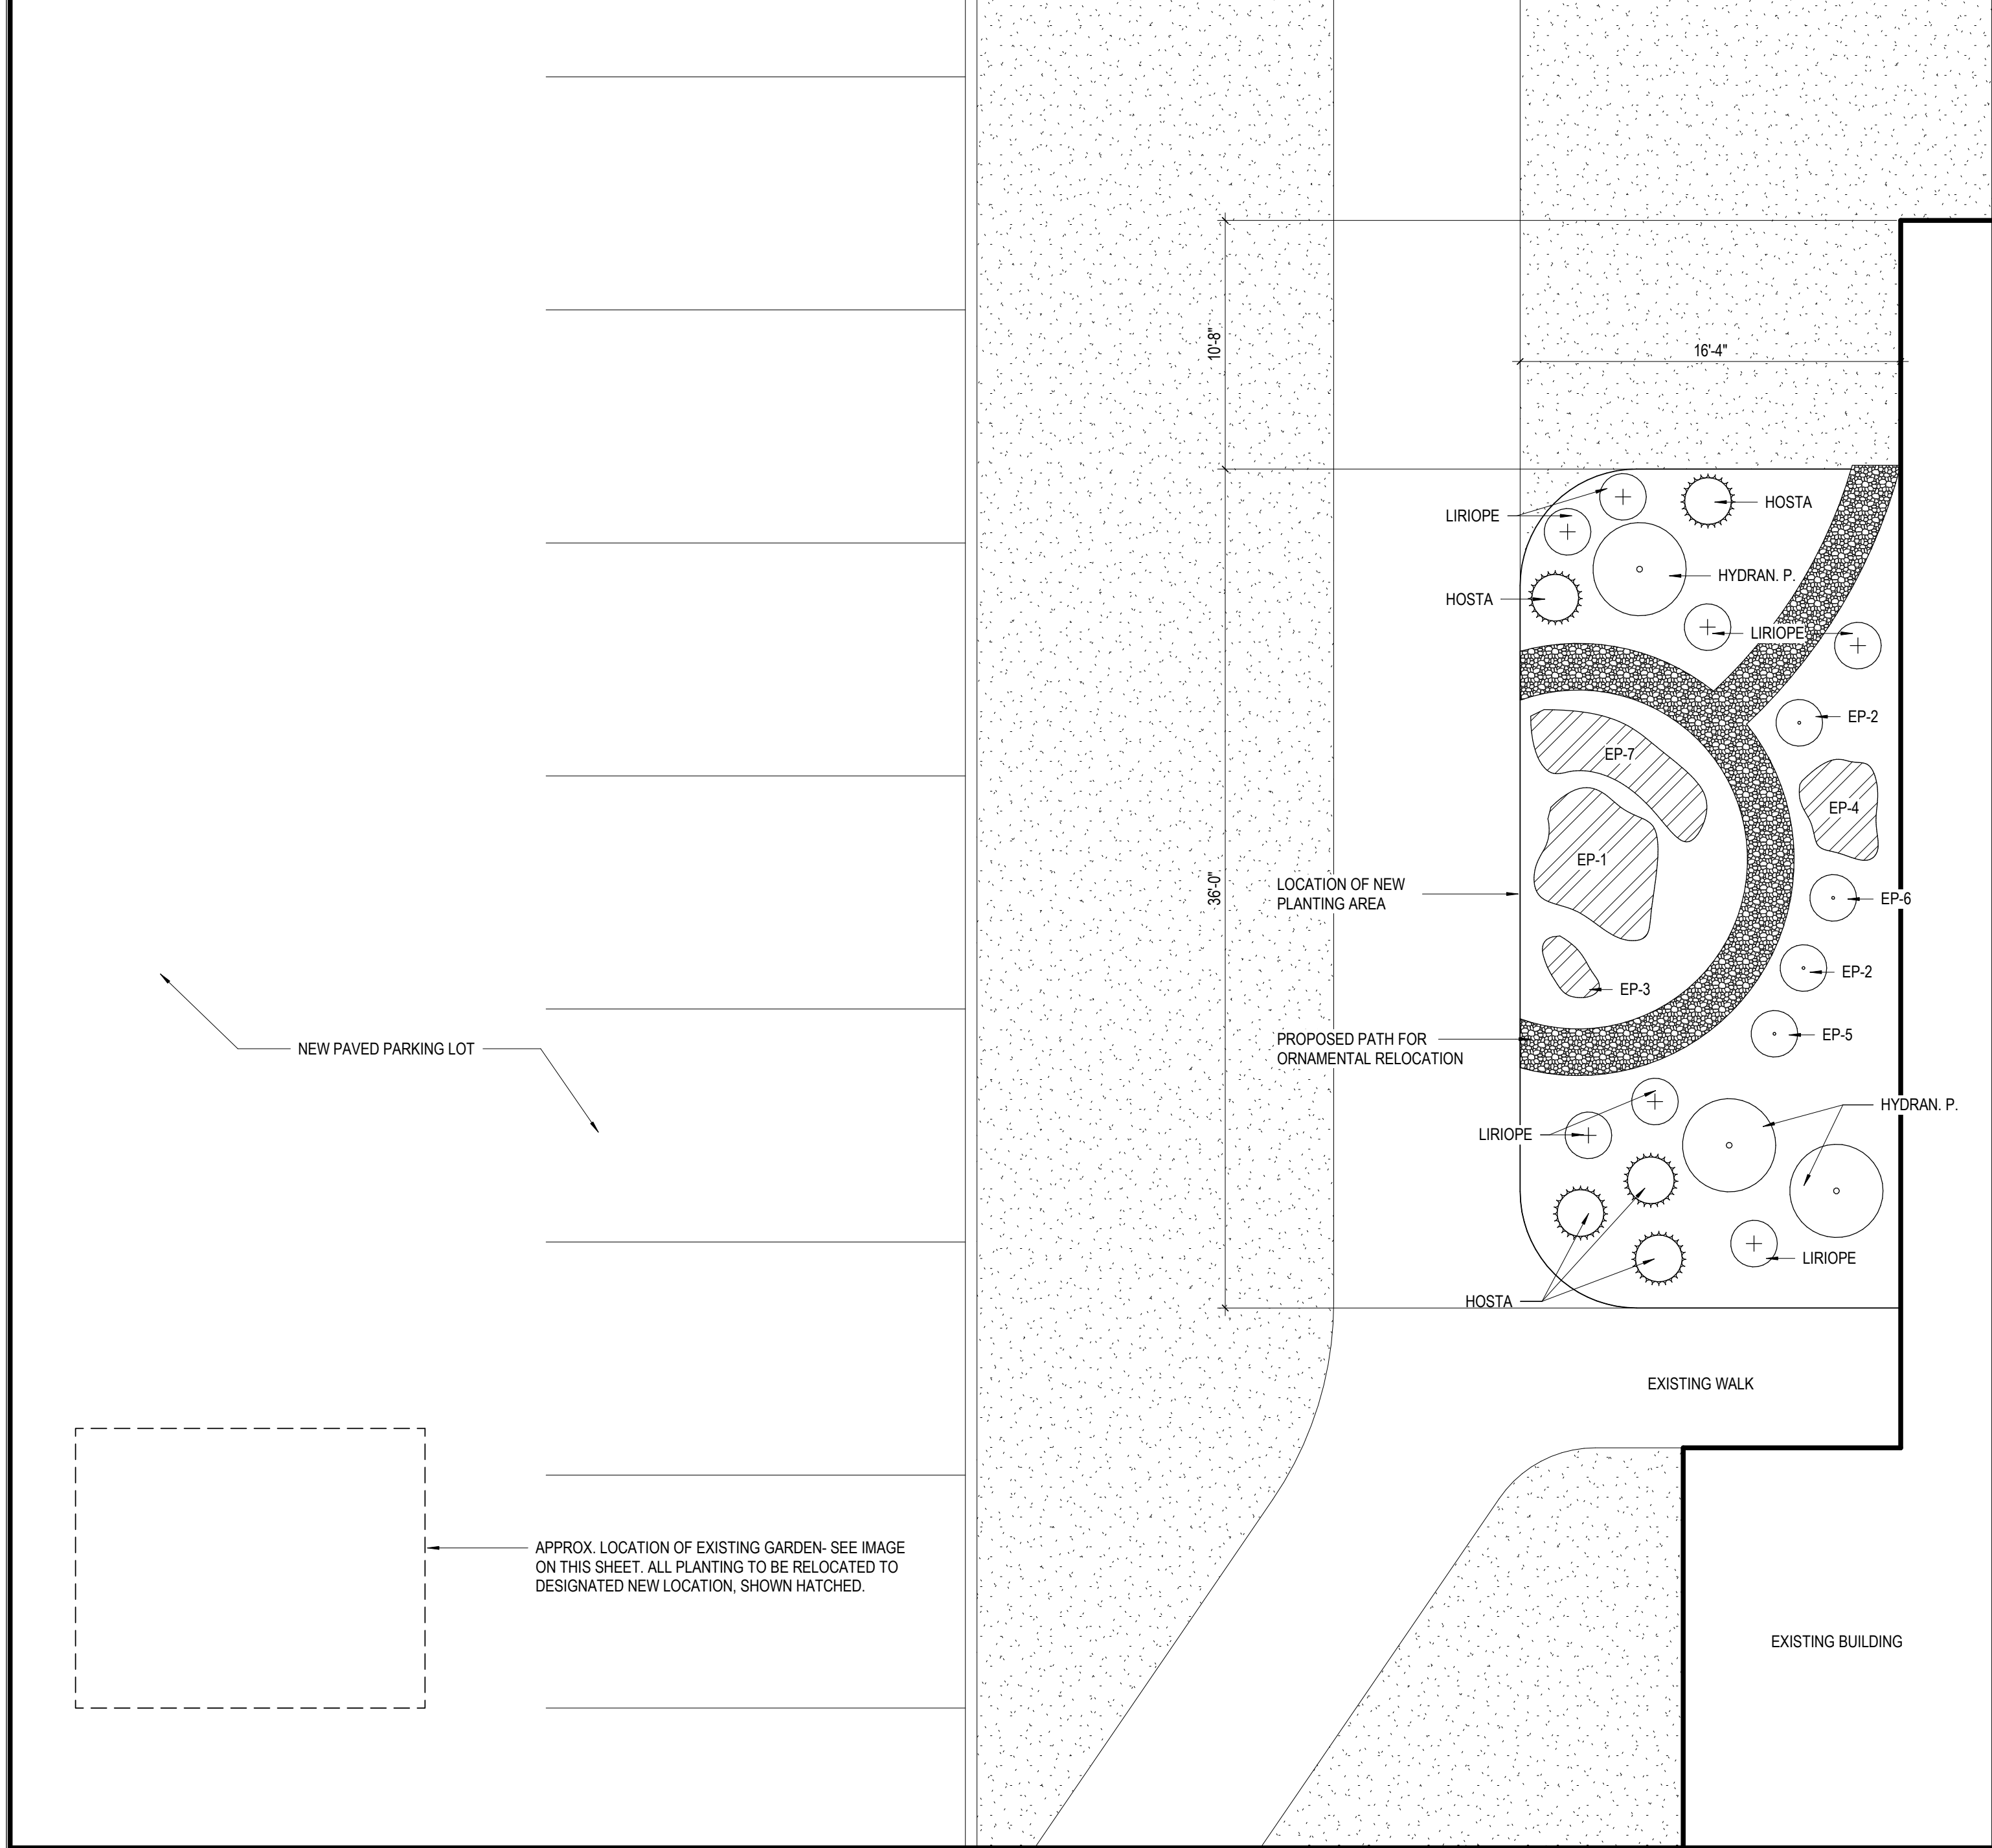 10'-8"
16'-4"
LIRIOPE
HOSTA
HYDRAN. P.
HOSTA
LIRIOPE
EP-2
EP-7
EP-4
EP-1
36'-0"
LOCATION OF NEW
PLANTING AREA
EP-6
EP-2
EP-3
PROPOSED PATH FOR
ORNAMENTAL RELOCATION
EP-5
NEW PAVED PARKING LOT
HYDRAN. P.
LIRIOPE
LIRIOPE
HOSTA
EXISTING WALK
APPROX. LOCATION OF EXISTING GARDEN- SEE IMAGE
ON THIS SHEET. ALL PLANTING TO BE RELOCATED TO
DESIGNATED NEW LOCATION, SHOWN HATCHED.
EXISTING BUILDING